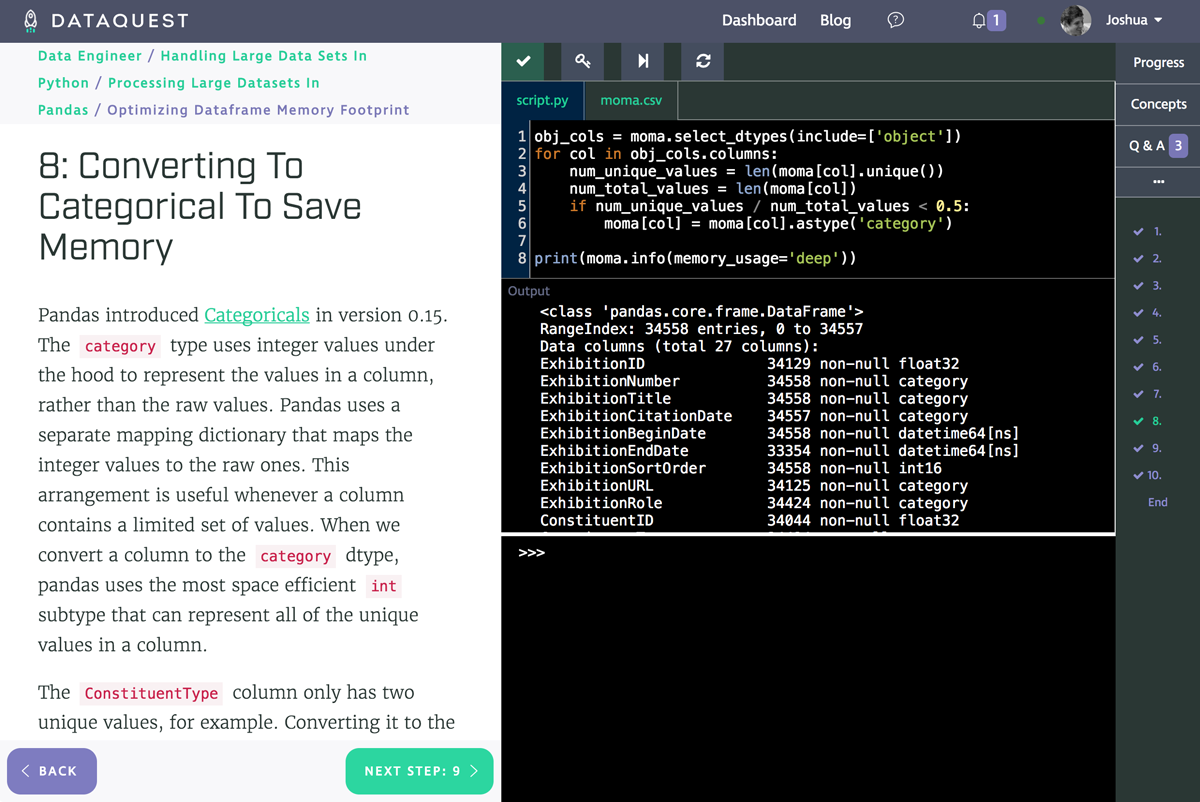 DATAQUEST
Dashboard Blog ? 1 Joshua
Data Engineer / Handling Large Data Sets In
Python / Processing Large Datasets In
Pandas / Optimizing Dataframe Memory Footprint
8: Converting To
Categorical To Save
Memory
Pandas introduced Categoricals in version 0.15.
The category type uses integer values under
the hood to represent the values in a column,
rather than the raw values. Pandas uses a
separate mapping dictionary that maps the
integer values to the raw ones. This
arrangement is useful whenever a column
contains a limited set of values. When we
convert a column to the category dtype,
pandas uses the most space efficient int
subtype that can represent all of the unique
values in a column.
The ConstituentType column only has two
unique values, for example. Converting it to the
< BACK
NEXT STEP: 9 >
script.py moma.csv
1 obj_cols = moma.select_dtypes(include=['object'])
2 for col in obj_cols.columns:
3     num_unique_values = len(moma[col].unique())
4     num_total_values = len(moma[col])
5     if num_unique_values / num_total_values < 0.5:
6         moma[col] = moma[col].astype('category')
7
8 print(moma.info(memory_usage='deep'))
Output
<class 'pandas.core.frame.DataFrame'>
RangeIndex: 34558 entries, 0 to 34557
Data columns (total 27 columns):
ExhibitionID 34129 non-null float32
ExhibitionNumber 34558 non-null category
ExhibitionTitle 34558 non-null category
ExhibitionCitationDate 34557 non-null category
ExhibitionBeginDate 34558 non-null datetime64[ns]
ExhibitionEndDate 33354 non-null datetime64[ns]
ExhibitionSortOrder 34558 non-null int16
ExhibitionURL 34125 non-null category
ExhibitionRole 34424 non-null category
ConstituentID 34044 non-null float32
>>>
Progress
Concepts
Q & A 3
...
1.
2.
3.
4.
5.
6.
7.
8.
9.
10.
End